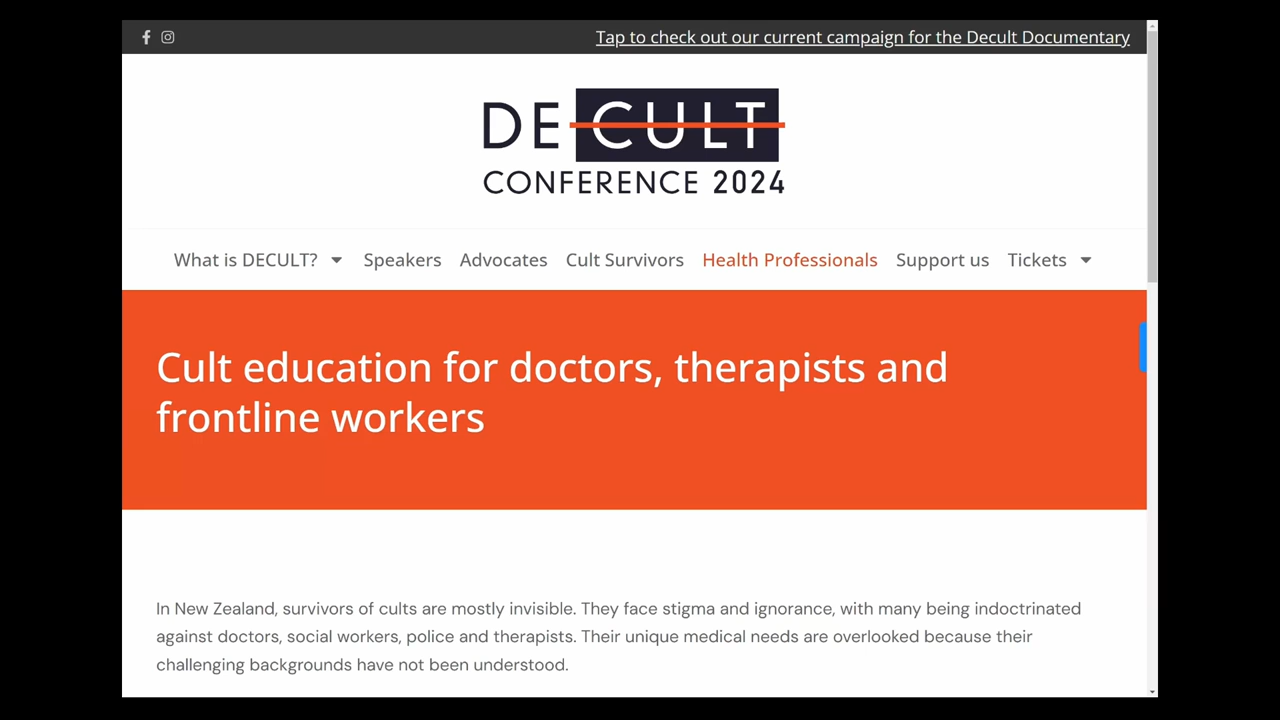 Tap to check out our current campaign for the Decult Documentary
DECULT
CONFERENCE 2024
What is DECULT? Speakers Advocates Cult Survivors Health Professionals Support us Tickets
Cult education for doctors, therapists and
frontline workers
In New Zealand, survivors of cults are mostly invisible. They face stigma and ignorance, with many being indoctrinated
against doctors, social workers, police and therapists. Their unique medical needs are overlooked because their
challenging backgrounds have not been understood.